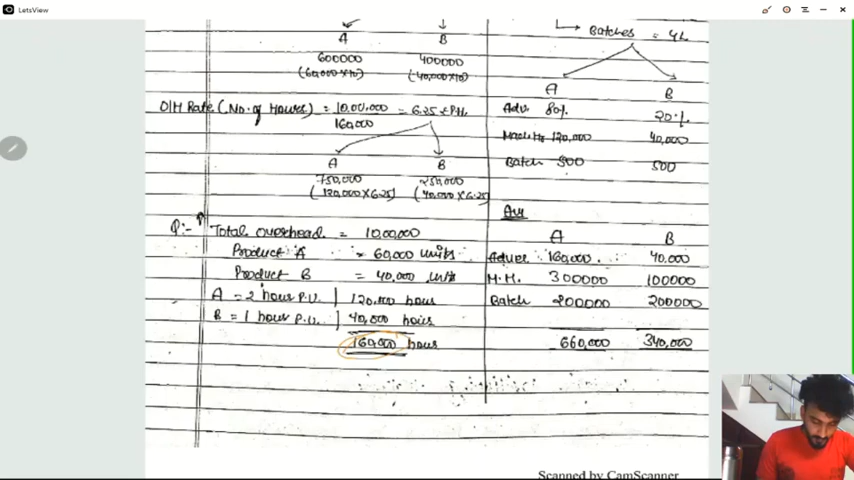 LetsView
A B
600000 400000
(60,000×10) (40,000×10)
O/H Rate (No. of Hours) = 10,00,000 = 6.25 ₹ P.H.
160,000
A B
750,000 250,000
(120,000×6.25) (40,000×6.25)
Q:- Total overhead = 10,00,000
Product A = 60,000 units
Product B = 40,000 units
A = 2 hour P.U. | 120,000 hour
B = 1 hour P.U. | 40,000 hours
160,000 hours
Batches = 4L
A B
Adv. 80% 20%
Mach Hr 120,000 40,000
Batch 500 500
Ans
A B
Adver 160,000 40,000
M.H. 300000 100000
Batch 200000 200000
660,000 340,000
Scanned by CamScanner